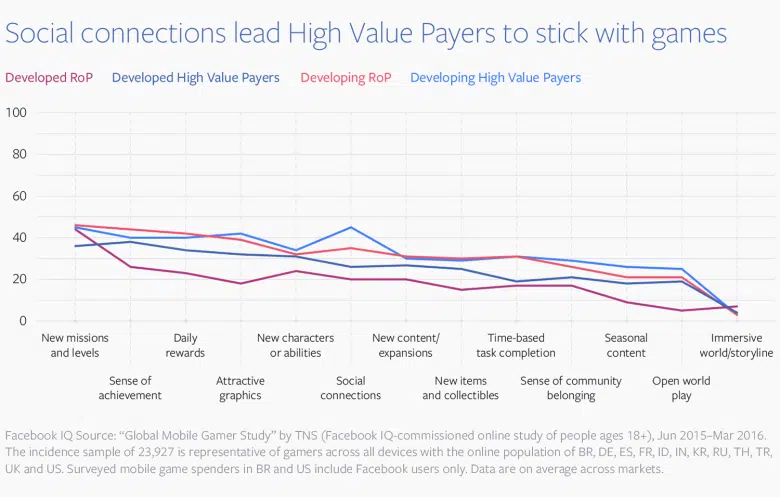 Social connections lead High Value Payers to stick with games
Developed RoP Developed High Value Payers Developing RoP Developing High Value Payers
100
80
60
40
20
0
New missions
and levels
Sense of
achievement
Daily
rewards
Attractive
graphics
New characters
or abilities
Social
connections
New content/
expansions
New items
and collectibles
Time-based
task completion
Sense of community
belonging
Seasonal
content
Open world
play
Immersive
world/storyline
Facebook IQ Source: “Global Mobile Gamer Study” by TNS (Facebook IQ-commissioned online study of people ages 18+), Jun 2015–Mar 2016.
The incidence sample of 23,927 is representative of gamers across all devices with the online population of BR, DE, ES, FR, ID, IN, KR, RU, TH, TR,
UK and US. Surveyed mobile game spenders in BR and US include Facebook users only. Data are on average across markets.